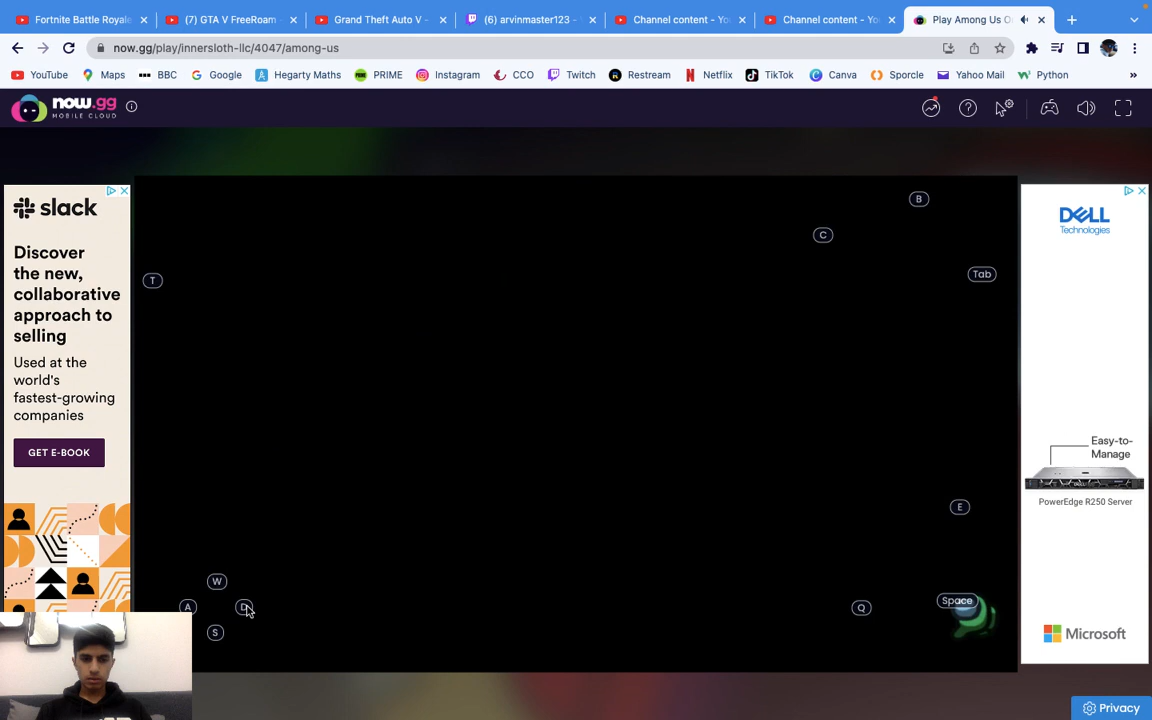 Fortnite Battle Royale
(7) GTA V FreeRoam -
Grand Theft Auto V -
(6) arvinmaster123 -
Channel content - Yo
Channel content - Yo
Play Among Us O
now.gg/play/innersloth-llc/4047/among-us
YouTube
Maps
BBC
Google
Hegarty Maths
PRIME
Instagram
CCO
Twitch
Restream
Netflix
TikTok
Canva
Sporcle
Yahoo Mail
Python
»
now.gg
MOBILE CLOUD
slack
Discover
the new,
collaborative
approach to
selling
Used at the
world's
fastest-growing
companies
GET E-BOOK
B
C
T
Tab
E
W
A
D
S
Q
Space
DELL
Technologies
Easy-to-
Manage
PowerEdge R250 Server
Microsoft
Privacy